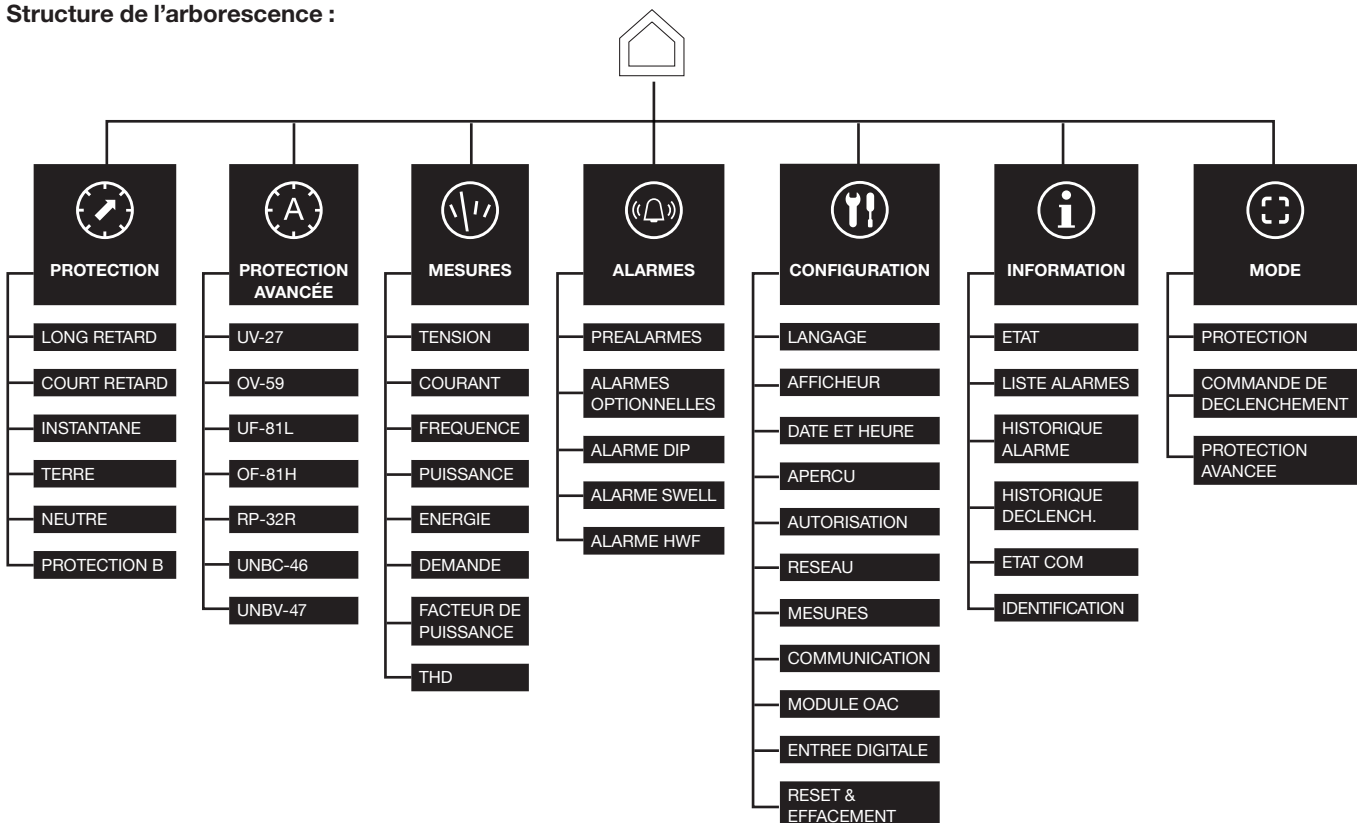 Structure de l'arborescence :
PROTECTION
LONG RETARD
COURT RETARD
INSTANTANE
TERRE
NEUTRE
PROTECTION B
A
PROTECTION
AVANCÉE
UV-27
OV-59
UF-81L
OF-81H
RP-32R
UNBC-46
UNBV-47
MESURES
TENSION
COURANT
FREQUENCE
PUISSANCE
ENERGIE
DEMANDE
FACTEUR DE
PUISSANCE
THD
ALARMES
PREALARMES
ALARMES
OPTIONNELLES
ALARME DIP
ALARME SWELL
ALARME HWF
CONFIGURATION
LANGAGE
AFFICHEUR
DATE ET HEURE
APERCU
AUTORISATION
RESEAU
MESURES
COMMUNICATION
MODULE OAC
ENTREE DIGITALE
RESET &
EFFACEMENT
i
INFORMATION
ETAT
LISTE ALARMES
HISTORIQUE
ALARME
HISTORIQUE
DECLENCH.
ETAT COM
IDENTIFICATION
MODE
PROTECTION
COMMANDE DE
DECLENCHEMENT
PROTECTION
AVANCEE